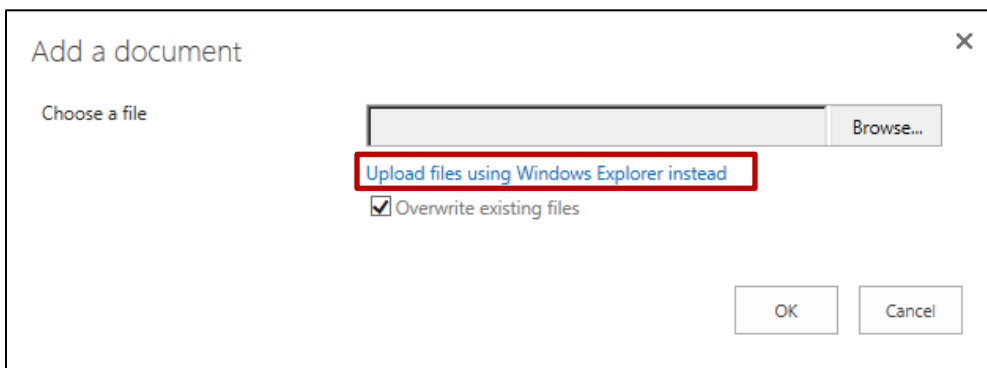 Add a document
Choose a file
Browse...
Upload files using Windows Explorer instead
Overwrite existing files
OK
Cancel